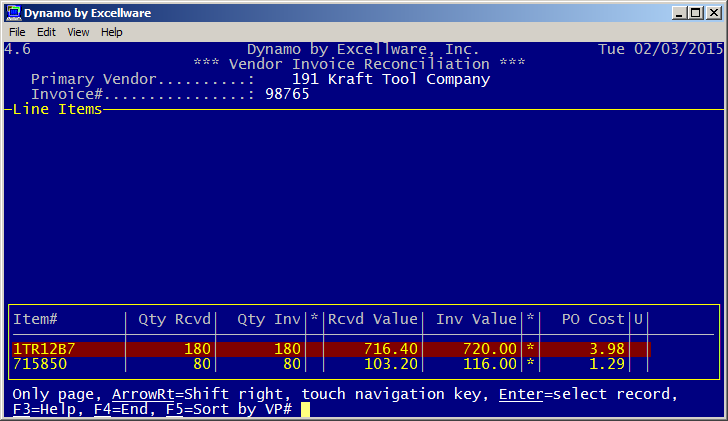 Dynamo by Excellware
File Edit View Help
4.6 Dynamo by Excellware, Inc. Tue 02/03/2015
*** Vendor Invoice Reconciliation ***
Primary Vendor..........: 191 Kraft Tool Company
Invoice#................: 98765
Line Items
Item# | Qty Rcvd| Qty Inv|*|Rcvd Value| Inv Value|*| PO Cost|U|
1TR12B7 | 180| 180| | 716.40| 720.00|*| 3.98| |
715850 | 80| 80| | 103.20| 116.00|*| 1.29| |
Only page, ArrowRt=Shift right, touch navigation key, Enter=select record,
F3=Help, F4=End, F5=Sort by VP#